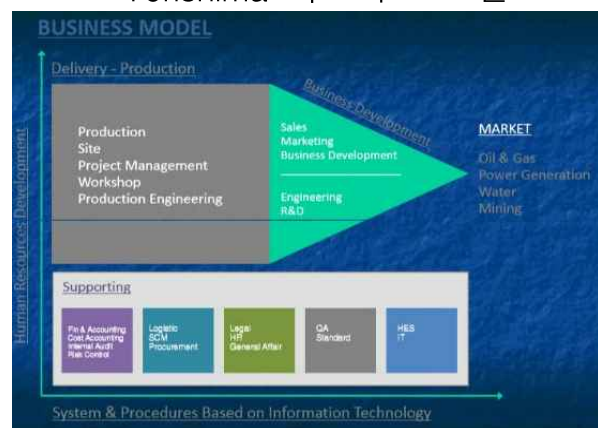 BUSINESS MODEL
Delivery - Production
Business Development
Production
Site
Project Management
Workshop
Production Engineering
Sales
Marketing
Business Development
Engineering
R&D
MARKET
Oil & Gas
Power Generation
Water
Mining
Human Resources Development
Supporting
Fin & Accounting
Cost Accounting
Internal Audit
Risk Control
Logistic
SCM
Procurement
Legal
HR
General Affair
QA
Standard
HES
IT
System & Procedures Based on Information Technology